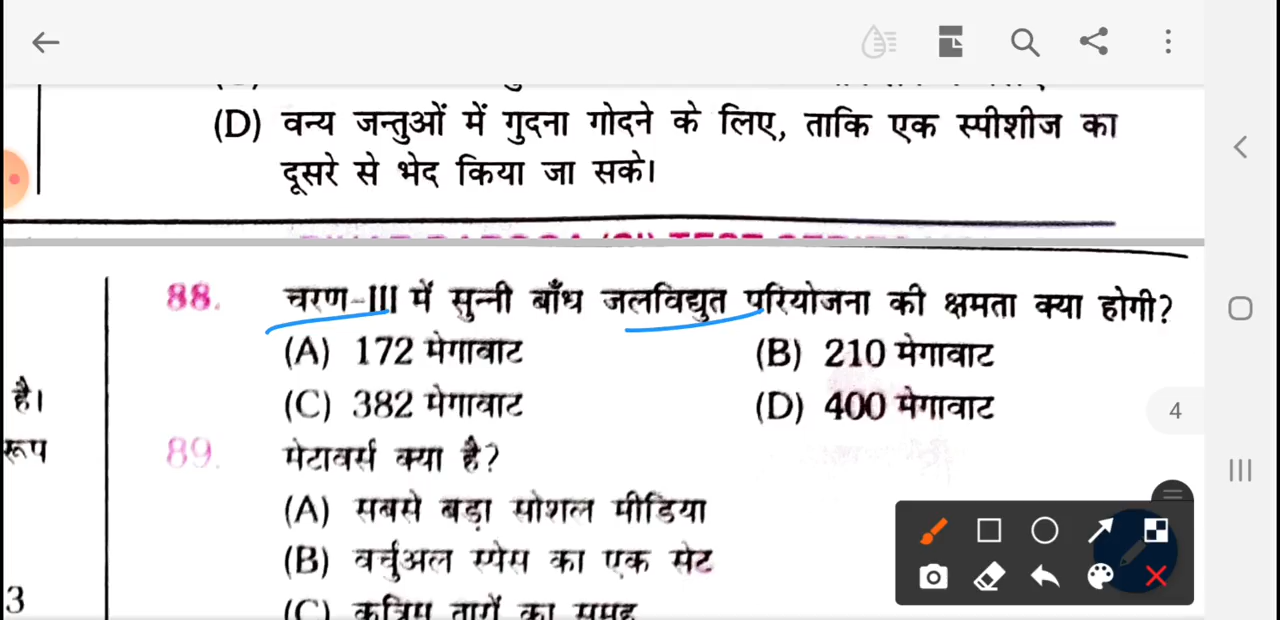 (D) वन्य जन्तुओं में गुदना गोदने के लिए, ताकि एक स्पीशीज का
दूसरे से भेद किया जा सके।
88. चरण-III में सुन्नी बाँध जलविद्युत परियोजना की क्षमता क्या होगी?
(A) 172 मेगावाट (B) 210 मेगावाट
है। (C) 382 मेगावाट (D) 400 मेगावाट
4
रूप 89. मेटावर्स क्या है?
(A) सबसे बड़ा सोशल मीडिया
(B) वर्चुअल स्पेस का एक सेट
3 (C) कृत्रिम तारों का समूह